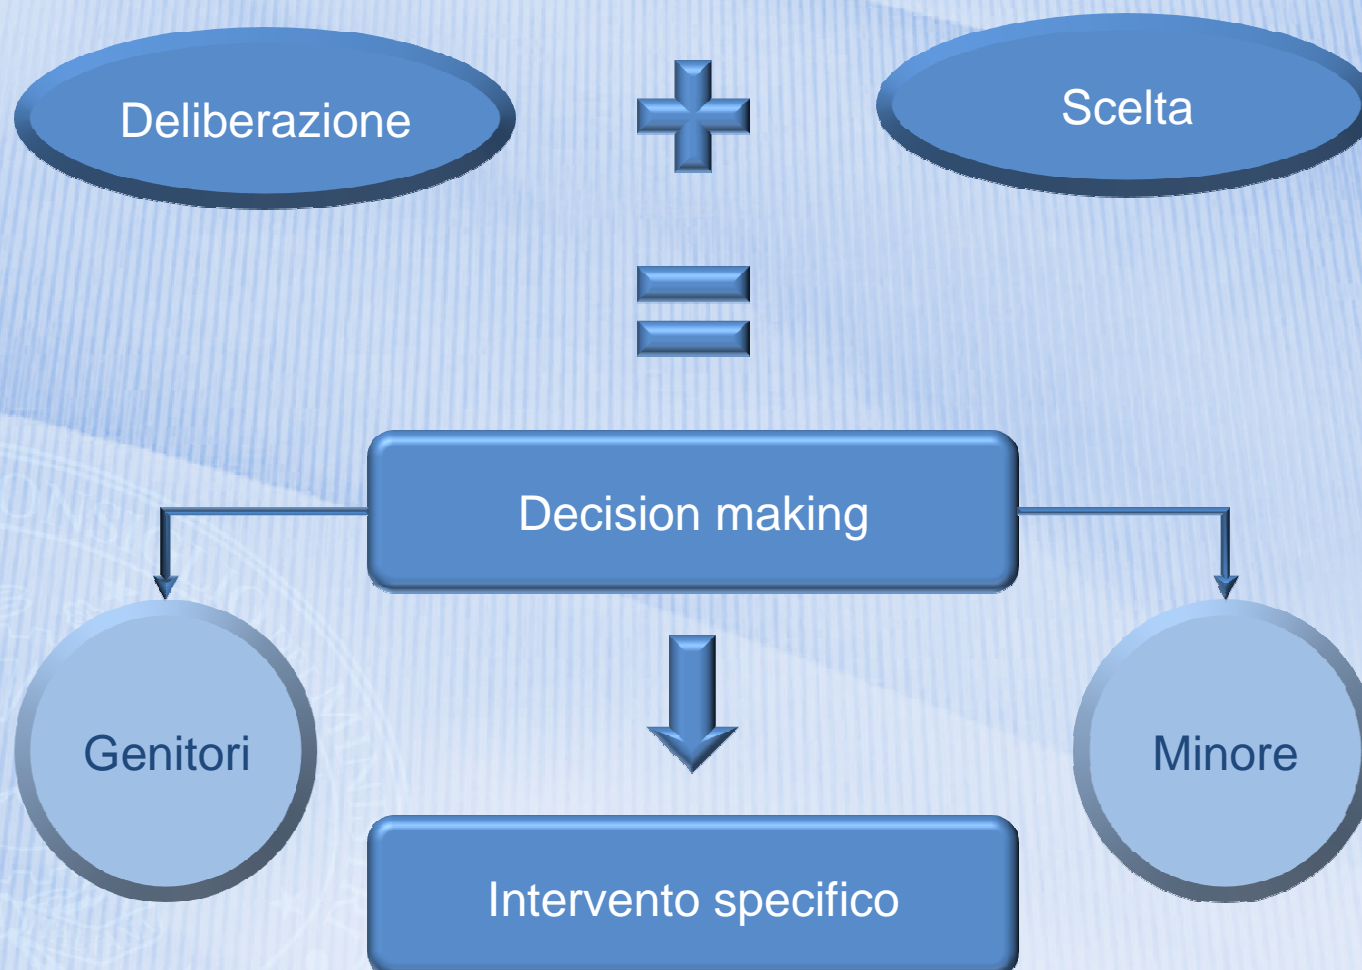 Deliberazione
Scelta
Decision making
Genitori
Minore
Intervento specifico